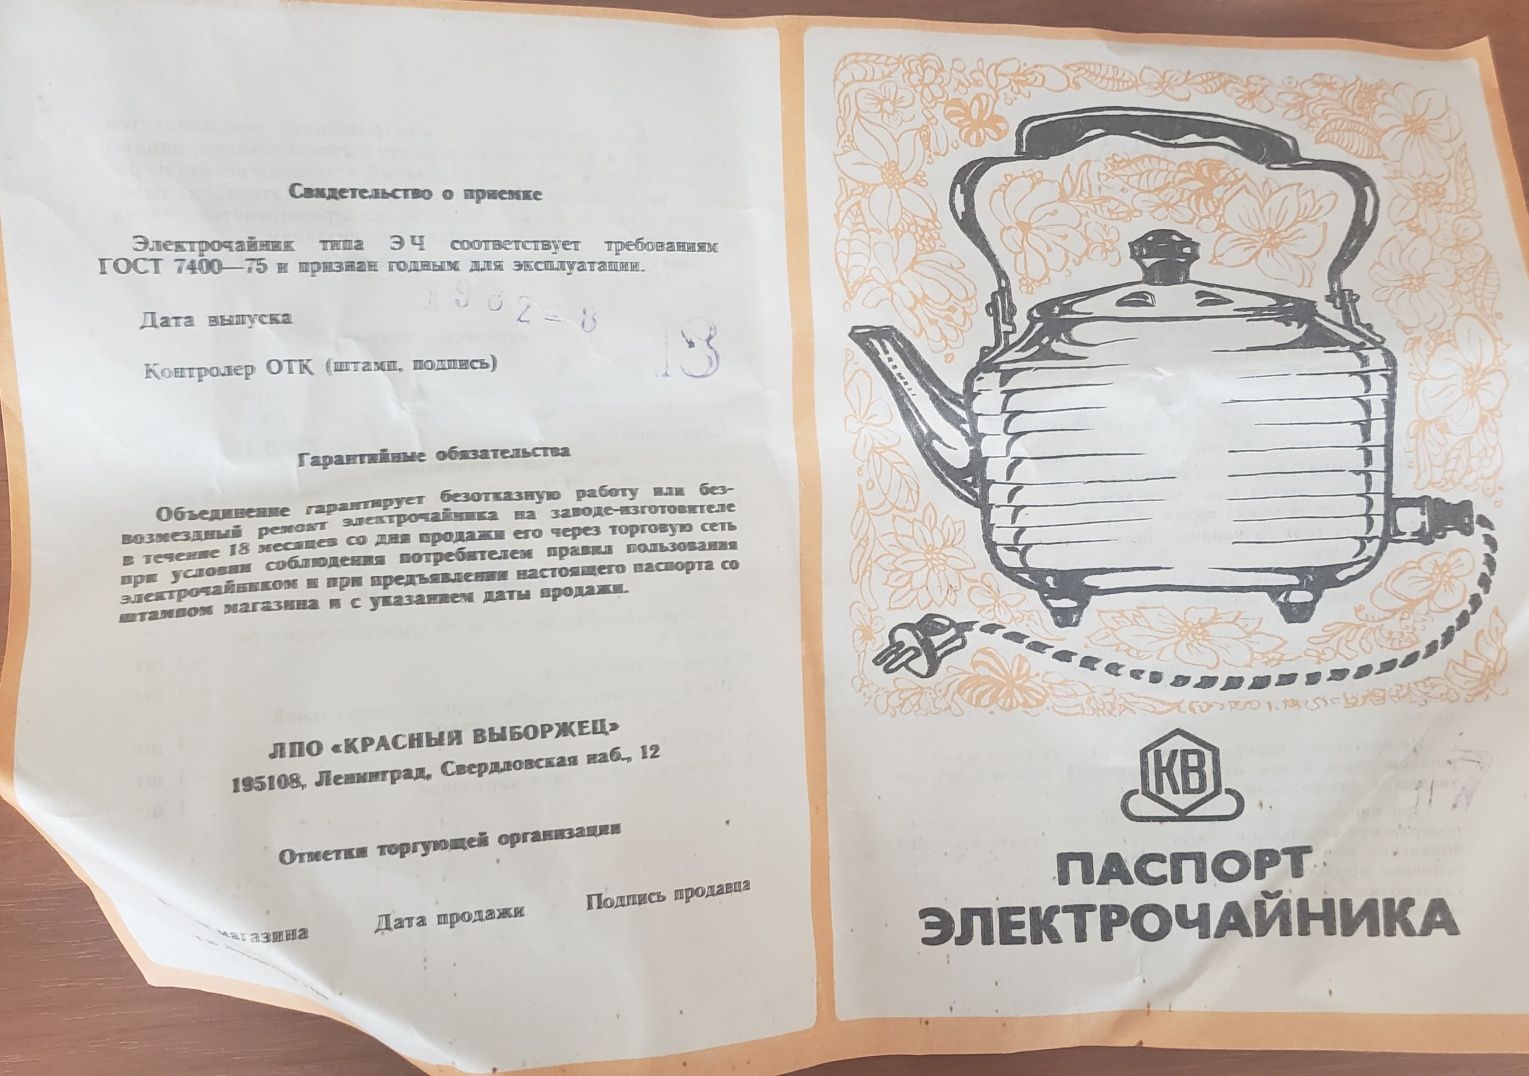 Свидетельство о приемке
Электрочайник типа ЭЧ соответствует требованиям
ГОСТ 7400—75 и признан годным для эксплуатации.
Дата выпуска
Контролер ОТК (штамп, подпись)
13
Гарантийные обязательства
Объединение гарантирует безотказную работу или без-
возмездный ремонт электрочайника на заводе-изготовителе
в течение 18 месяцев со дня продажи его через торговую сеть
при условии соблюдения потребителем правил пользования
электрочайником и при предъявлении настоящего паспорта со
штампом магазина и с указанием даты продажи.
ЛПО «КРАСНЫЙ ВЫБОРЖЕЦ»
195108, Ленинград, Свердловская наб., 12
Отметки торгующей организации
магазина Дата продажи Подпись продавца
КВ
ПАСПОРТ
ЭЛЕКТРОЧАЙНИКА